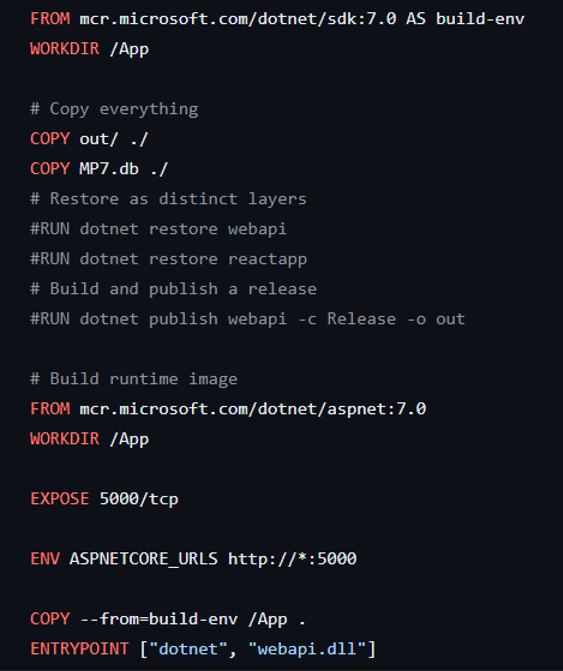 FROM mcr.microsoft.com/dotnet/sdk:7.0 AS build-env
WORKDIR /App
# Copy everything
COPY out/ ./
COPY MP7.db ./
# Restore as distinct layers
#RUN dotnet restore webapi
#RUN dotnet restore reactapp
# Build and publish a release
#RUN dotnet publish webapi -c Release -o out
# Build runtime image
FROM mcr.microsoft.com/dotnet/aspnet:7.0
WORKDIR /App
EXPOSE 5000/tcp
ENV ASPNETCORE_URLS http://*:5000
COPY --from=build-env /App .
ENTRYPOINT ["dotnet", "webapi.dll"]